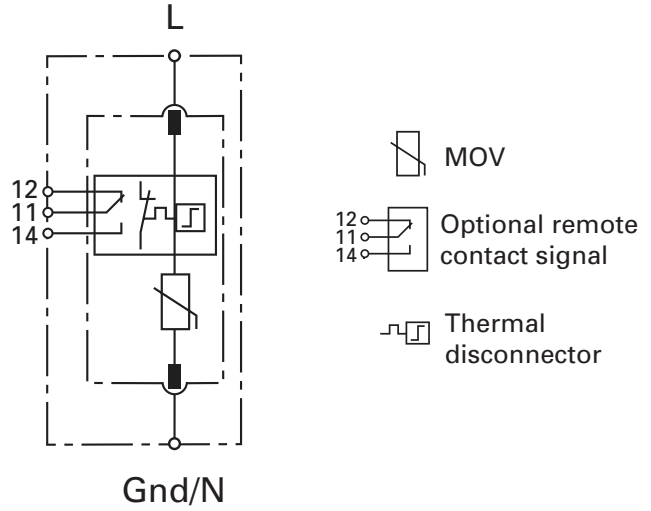 L
12
11
14
Gnd/N
MOV
12
11
14
Optional remote
contact signal
Thermal
disconnector